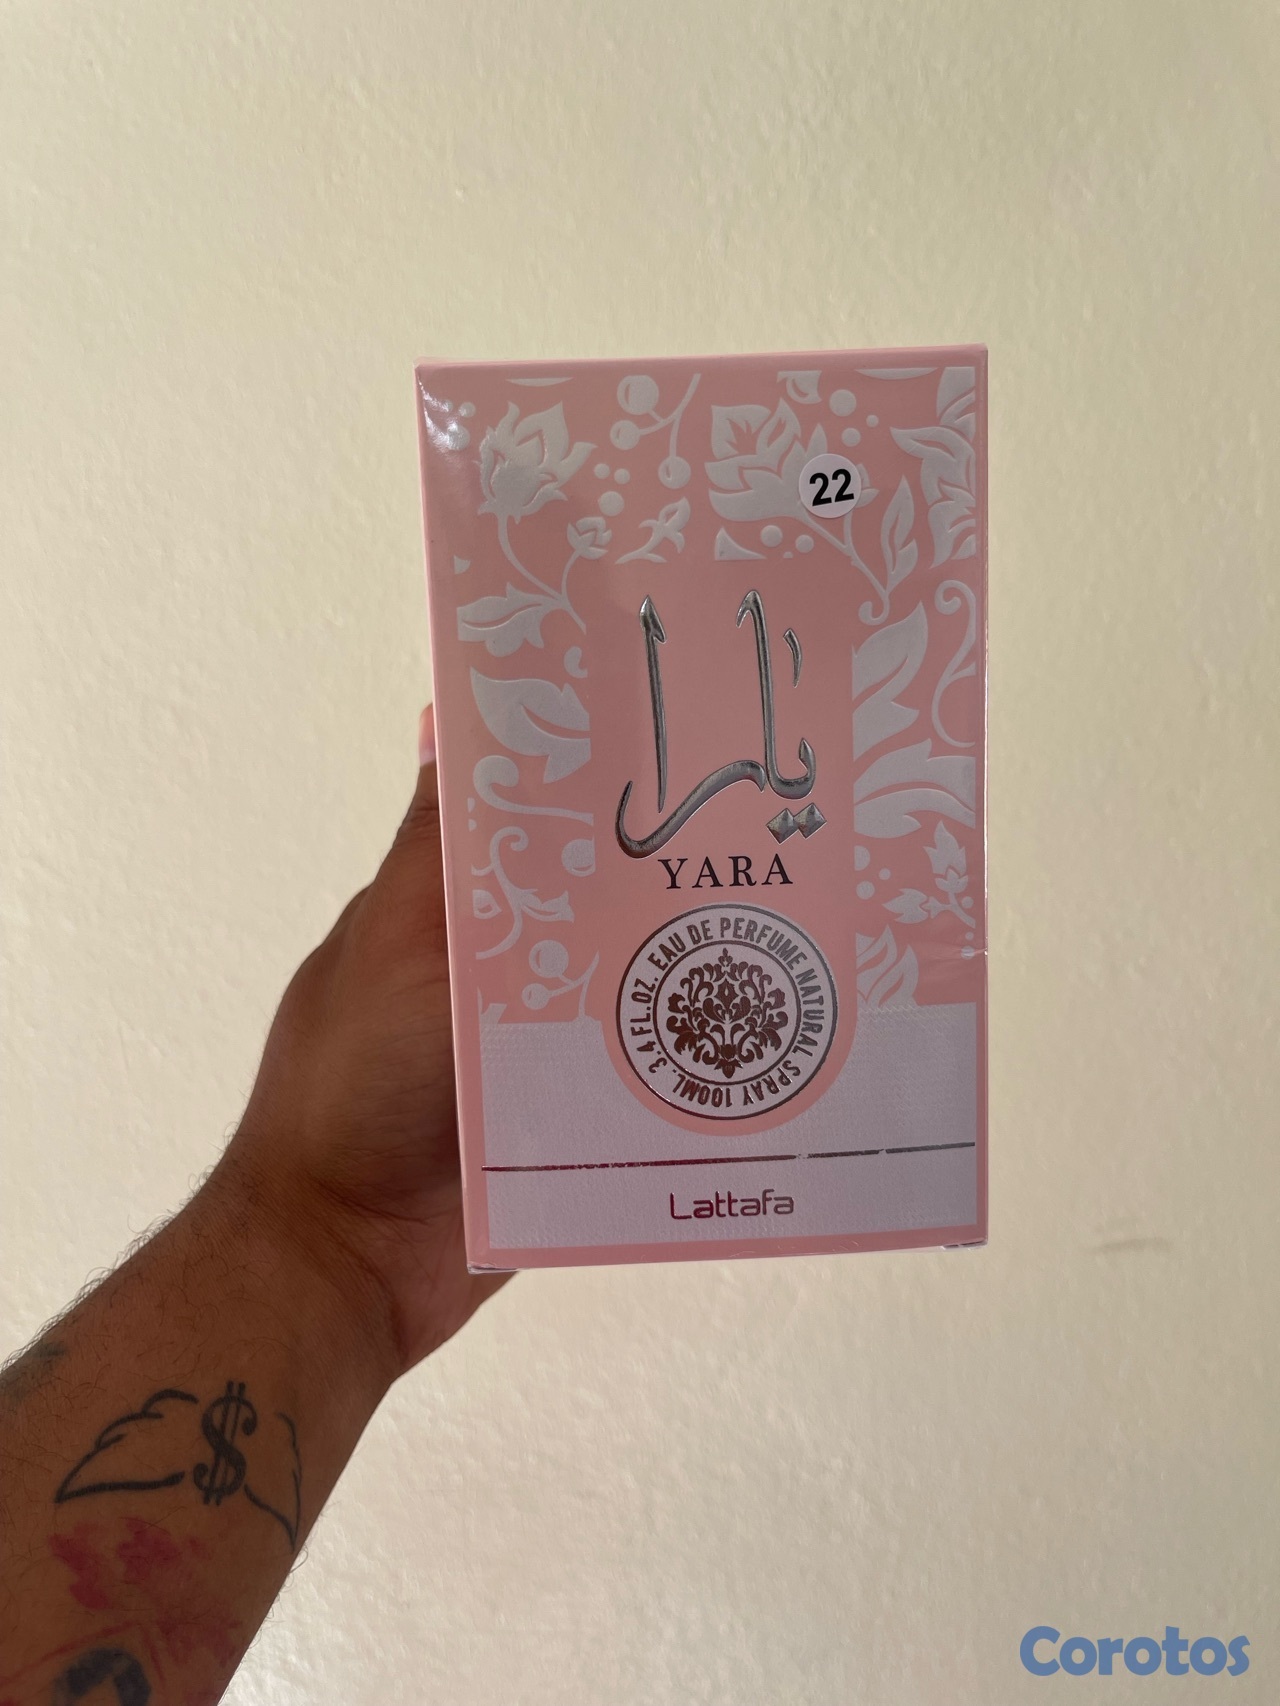 22
يارا
YARA
EAU DE PERFUME NATURAL SPRAY 100ML. 3.4 FL.OZ.
Lattafa
$
Corotos